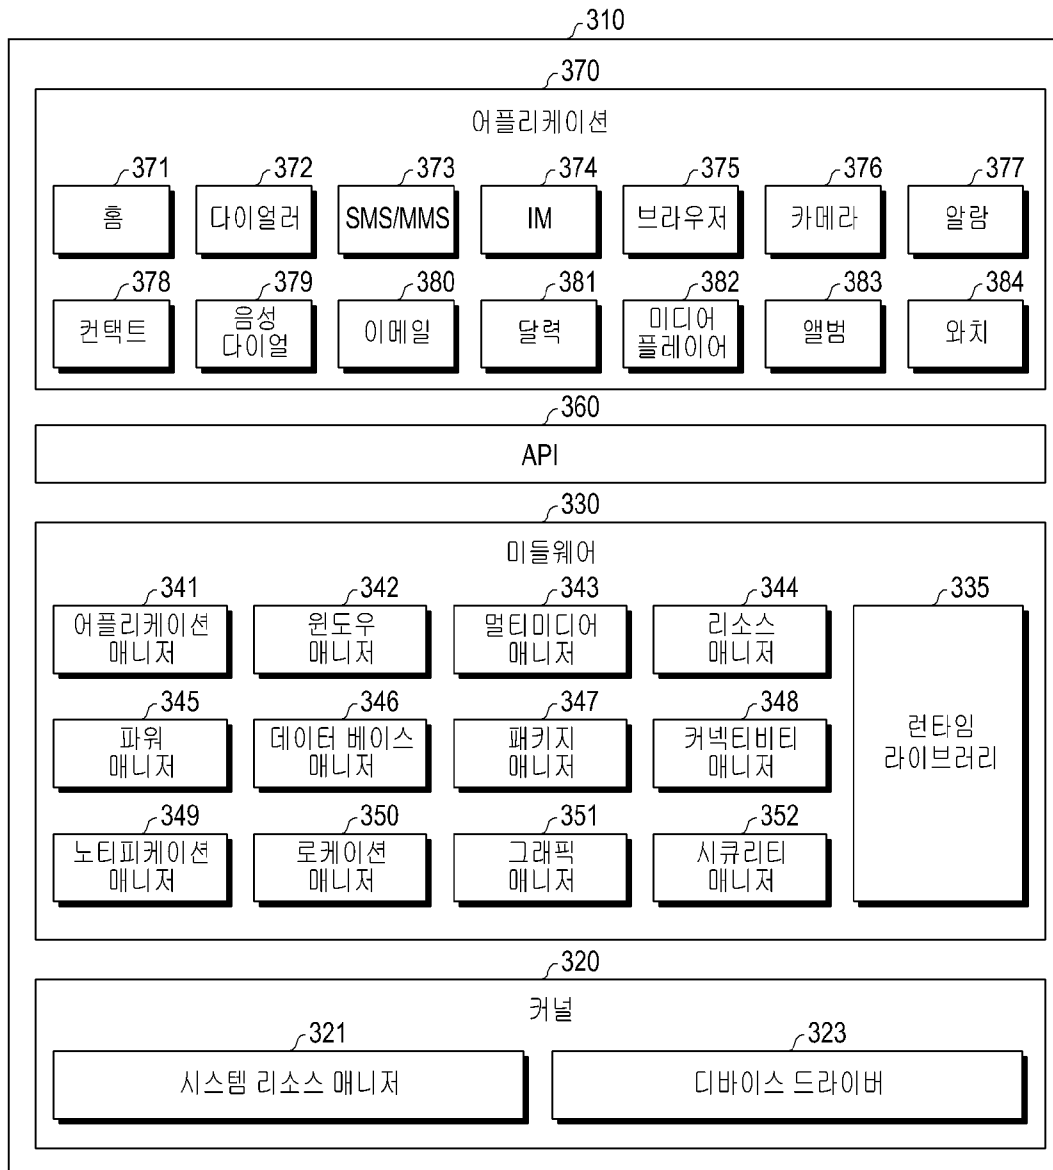 310
370
어플리케이션
371 372 373 374 375 376 377
홈 다이얼러 SMS/MMS IM 브라우저 카메라 알람
378 379 380 381 382 383 384
컨택트 음성 다이얼 이메일 달력 미디어 플레이어 앨범 와치
360
API
330
미들웨어
341 342 343 344 335
어플리케이션 매니저 윈도우 매니저 멀티미디어 매니저 리소스 매니저
345 346 347 348
파워 매니저 데이터 베이스 매니저 패키지 매니저 커넥티비티 매니저 런타임 라이브러리
349 350 351 352
노티피케이션 매니저 로케이션 매니저 그래픽 매니저 시큐리티 매니저
320
커널
321 323
시스템 리소스 매니저 디바이스 드라이버